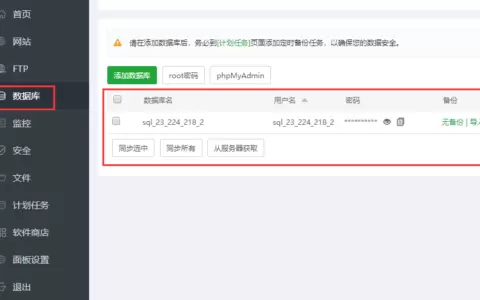 首页
网站
FTP
数据库
监控
安全
文件
计划任务
软件商店
面板设置
退出
请在添加数据库后，务必到[计划任务]页面添加定时备份任务，以确保您的数据安全。
添加数据库 root密码 phpMyAdmin
数据库名 用户名 密码 备份
sql_23_224_218_2 sql_23_224_218_2 ********** 无备份 | 导
同步选中 同步所有 从服务器获取